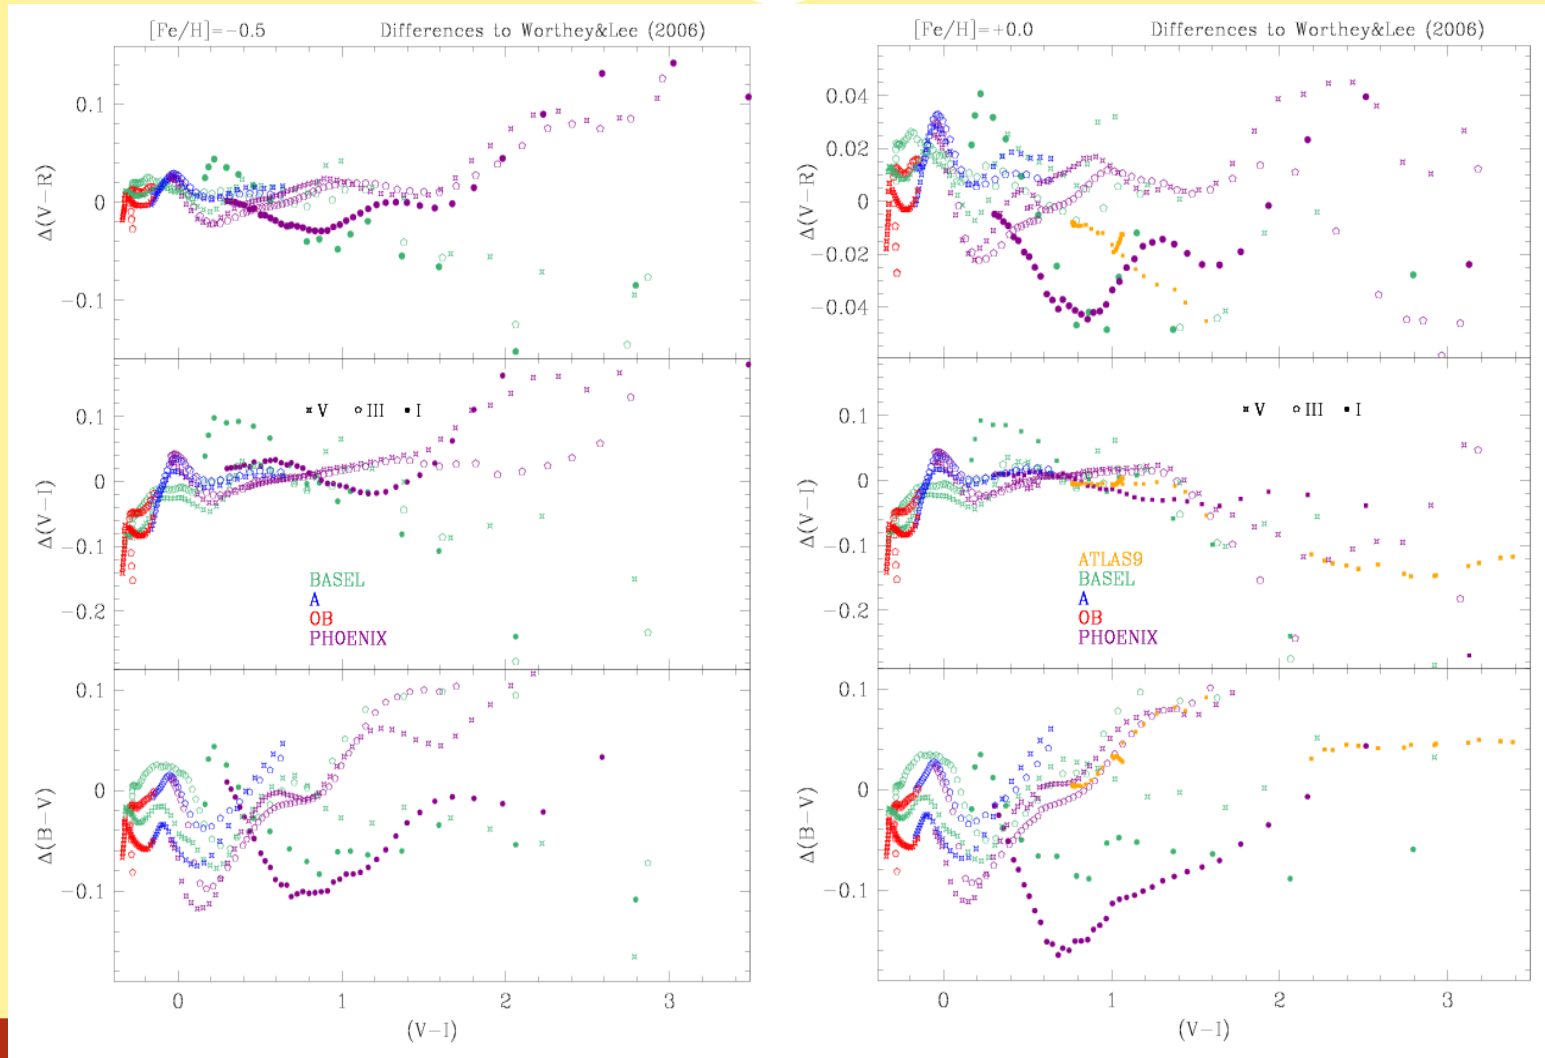 [Fe/H]=−0.5 Differences to Worthey&Lee (2006)
0.1
0
−0.1
Δ(V−R)
0.1
0
−0.1
−0.2
Δ(V−I)
V III I
BASEL
A
OB
PHOENIX
0.1
0
−0.1
Δ(B−V)
0 1 2 3
(V−I)
[Fe/H]=+0.0 Differences to Worthey&Lee (2006)
0.04
0.02
0
−0.02
−0.04
Δ(V−R)
0.1
0
−0.1
−0.2
Δ(V−I)
V III I
ATLAS9
BASEL
A
OB
PHOENIX
0.1
0
−0.1
Δ(B−V)
0 1 2 3
(V−I)